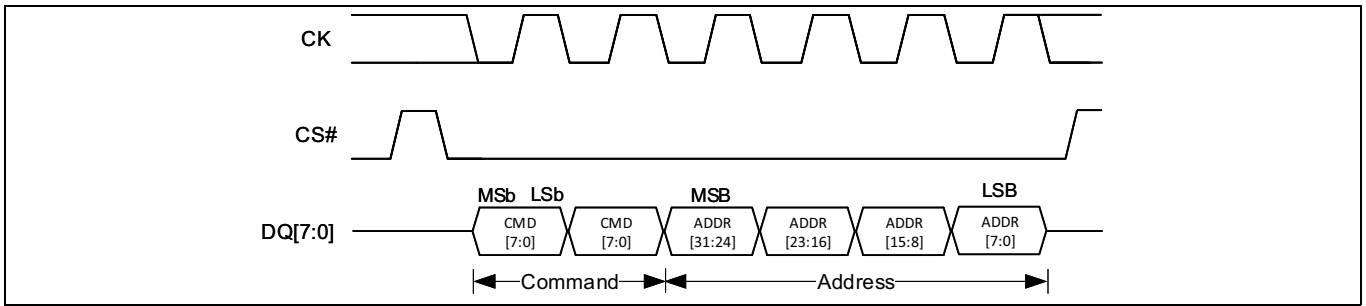 CK
CS#
MSb LSb MSB LSB
DQ[7:0] CMD CMD ADDR ADDR ADDR ADDR
[7:0] [7:0] [31:24] [23:16] [15:8] [7:0]
Command Address